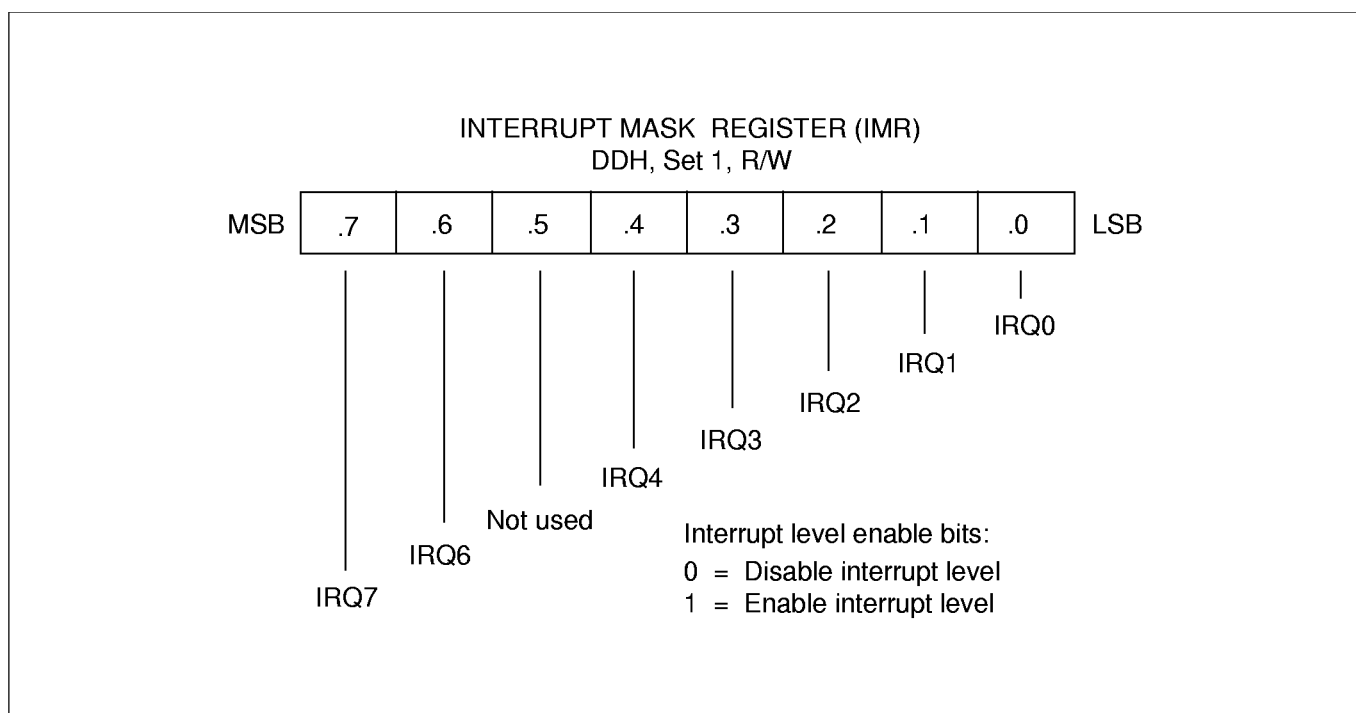 INTERRUPT MASK REGISTER (IMR)
DDH, Set 1, R/W
MSB .7 .6 .5 .4 .3 .2 .1 .0 LSB
IRQ0
IRQ1
IRQ2
IRQ3
IRQ4
Not used
IRQ6
IRQ7
Interrupt level enable bits:
0 = Disable interrupt level
1 = Enable interrupt level